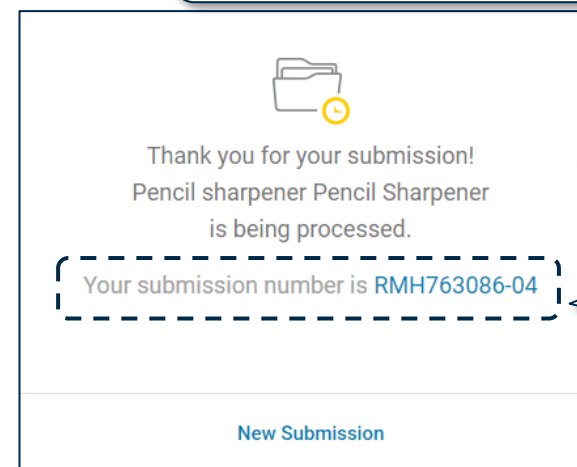 Thank you for your submission!
Pencil sharpener Pencil Sharpener
is being processed.
Your submission number is RMH763086-04
New Submission